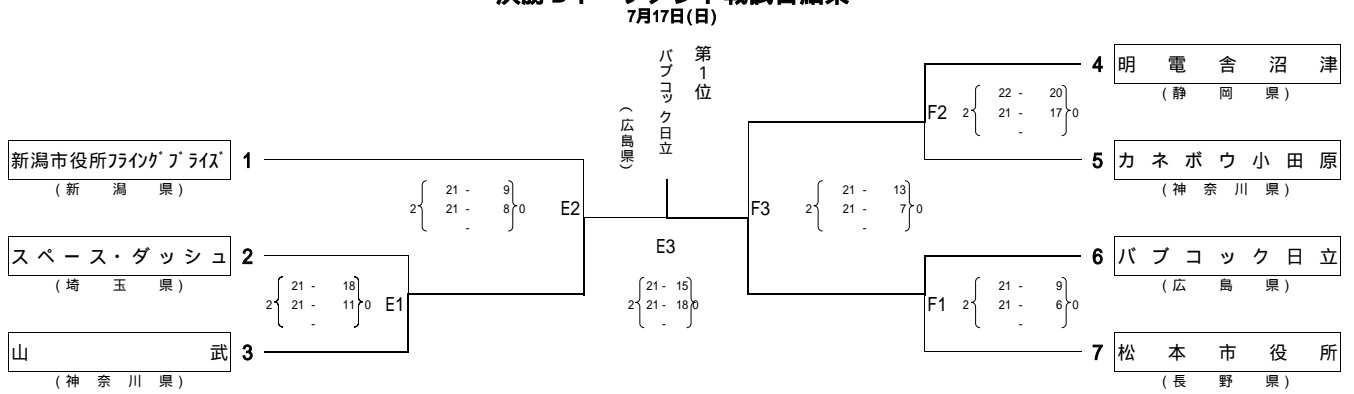 7月17日(日)
第1位
バブコック日立
(広島県)
新潟市役所フライングブライズ 1
(新潟県)
スペース・ダッシュ 2
(埼玉県)
山武 3
(神奈川県)
4 明電舎沼津
(静岡県)
5 カネボウ小田原
(神奈川県)
6 バブコック日立
(広島県)
7 松本市役所
(長野県)
E2
21 - 9
2 21 - 8 0
-
E1
21 - 18
2 21 - 11 0
-
E3
21 - 15
2 21 - 18 0
-
F2
22 - 20
2 21 - 17 0
-
F3
21 - 13
2 21 - 7 0
-
F1
21 - 9
2 21 - 6 0
-